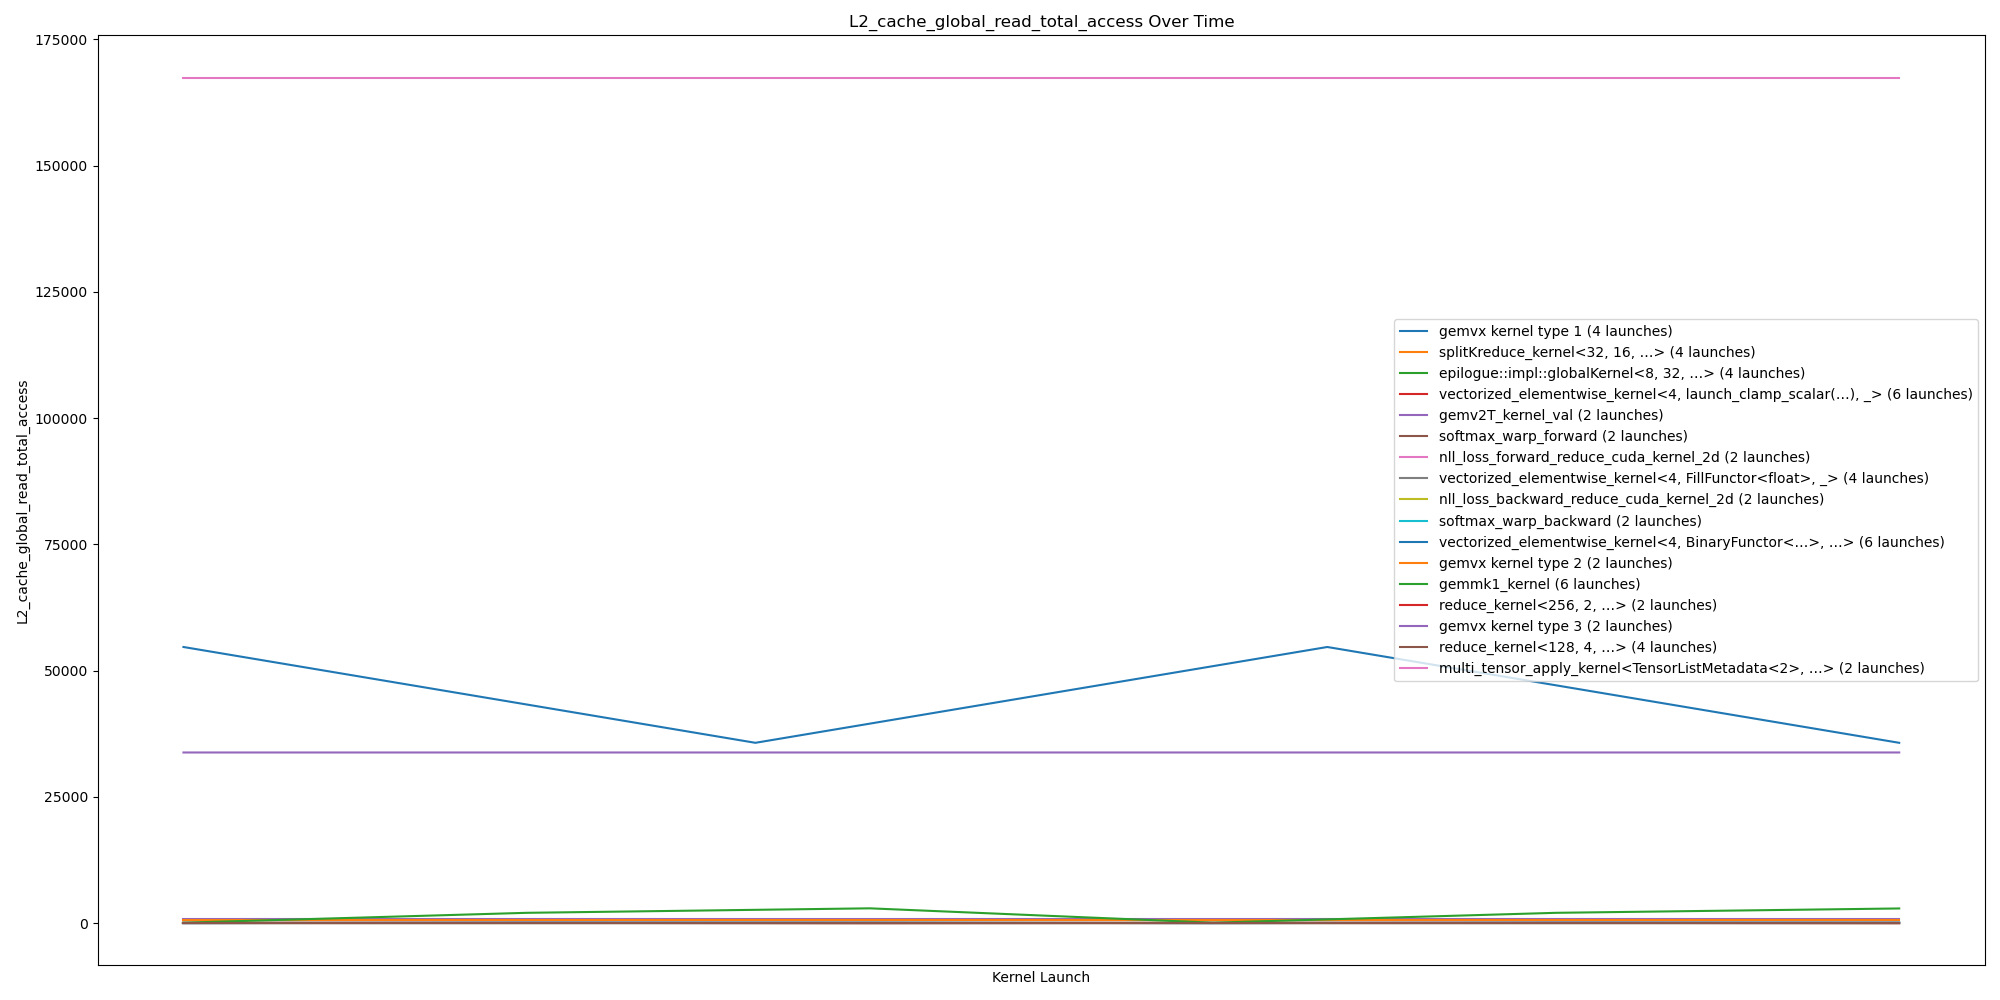 L2_cache_global_read_total_access Over Time
L2_cache_global_read_total_access
175000
150000
125000
100000
75000
50000
25000
0
gemvx kernel type 1 (4 launches)
splitKreduce_kernel<32, 16, ...> (4 launches)
epilogue::impl::globalKernel<8, 32, ...> (4 launches)
vectorized_elementwise_kernel<4, launch_clamp_scalar(...), _> (6 launches)
gemv2T_kernel_val (2 launches)
softmax_warp_forward (2 launches)
nll_loss_forward_reduce_cuda_kernel_2d (2 launches)
vectorized_elementwise_kernel<4, FillFunctor<float>, _> (4 launches)
nll_loss_backward_reduce_cuda_kernel_2d (2 launches)
softmax_warp_backward (2 launches)
vectorized_elementwise_kernel<4, BinaryFunctor<...>, ...> (6 launches)
gemvx kernel type 2 (2 launches)
gemmk1_kernel (6 launches)
reduce_kernel<256, 2, ...> (2 launches)
gemvx kernel type 3 (2 launches)
reduce_kernel<128, 4, ...> (4 launches)
multi_tensor_apply_kernel<TensorListMetadata<2>, ...> (2 launches)
Kernel Launch